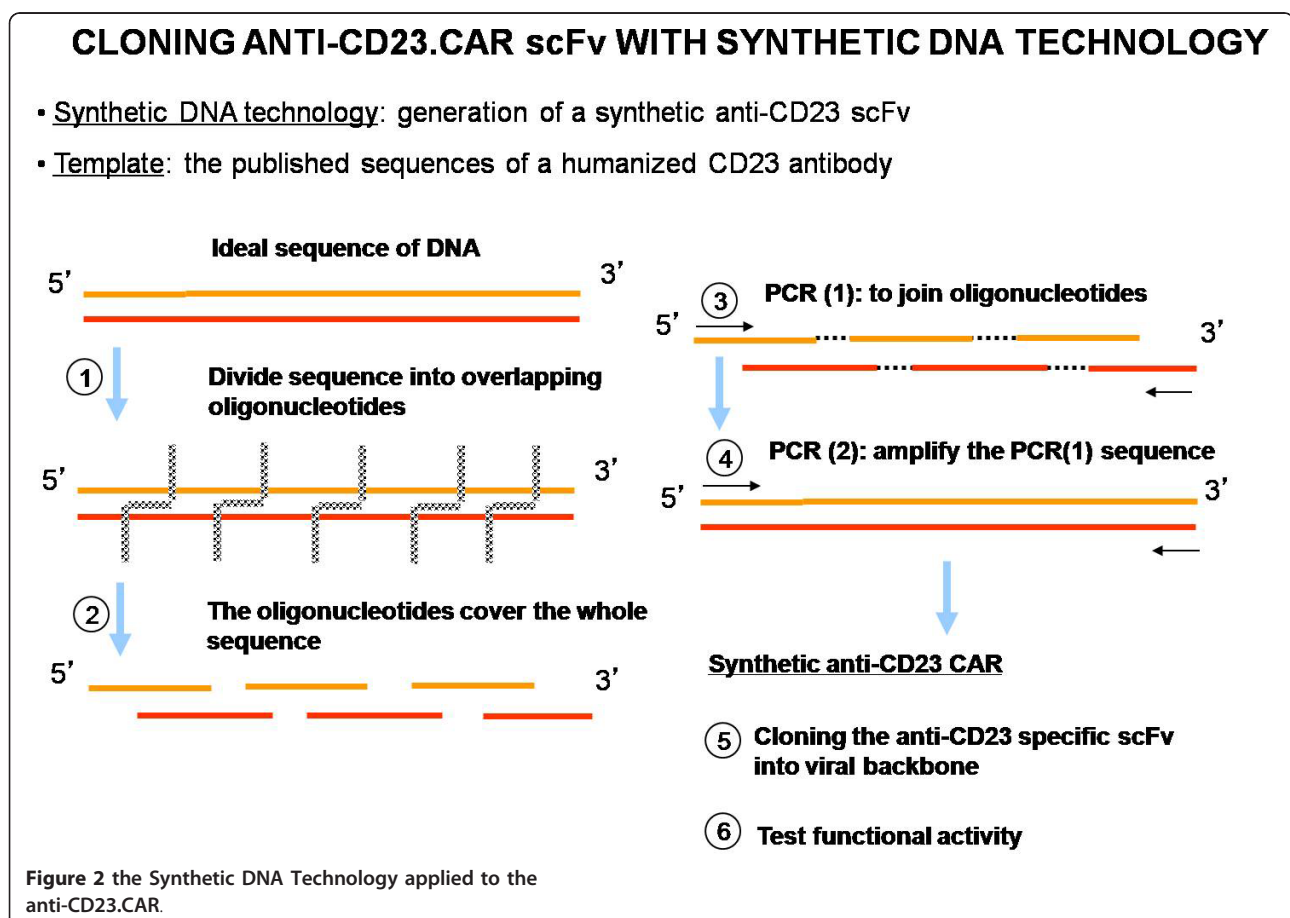 CLONING ANTI-CD23.CAR scFv WITH SYNTHETIC DNA TECHNOLOGY
• Synthetic DNA technology: generation of a synthetic anti-CD23 scFv
• Template: the published sequences of a humanized CD23 antibody
Ideal sequence of DNA
5’ 3’
1 Divide sequence into overlapping
oligonucleotides
5’ 3’
2 The oligonucleotides cover the whole
sequence
5’ 3’
3 PCR (1): to join oligonucleotides
5’ 3’
4 PCR (2): amplify the PCR(1) sequence
5’ 3’
Synthetic anti-CD23 CAR
5 Cloning the anti-CD23 specific scFv
into viral backbone
6 Test functional activity
Figure 2 the Synthetic DNA Technology applied to the
anti-CD23.CAR.